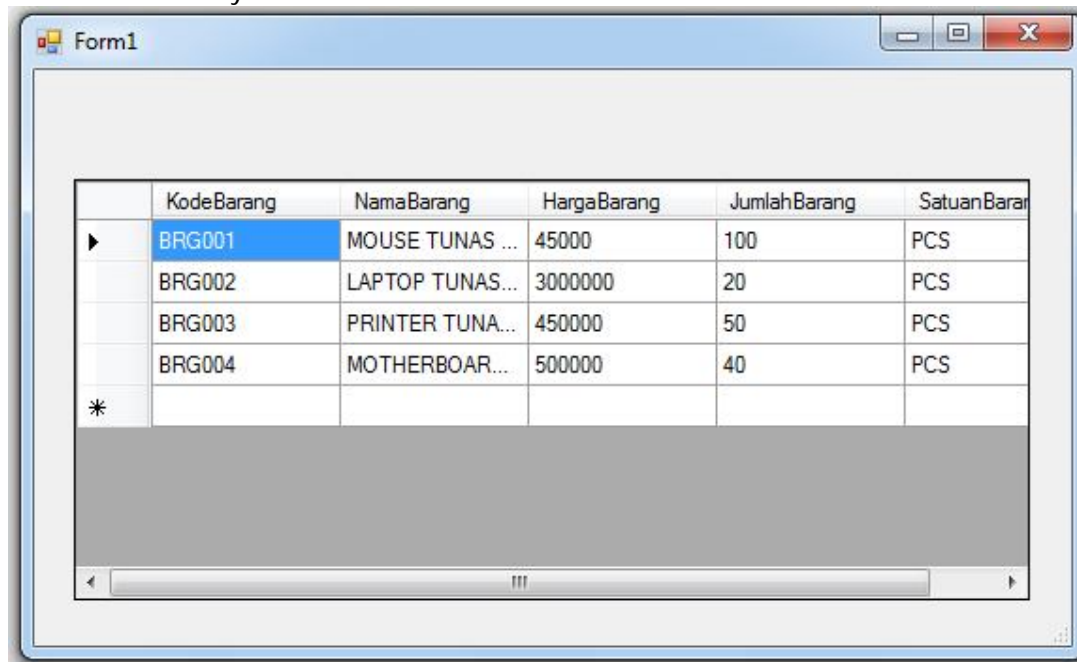 Form1
KodeBarang NamaBarang HargaBarang JumlahBarang SatuanBarar
BRG001 MOUSE TUNAS ... 45000 100 PCS
BRG002 LAPTOP TUNAS... 3000000 20 PCS
BRG003 PRINTER TUNA... 450000 50 PCS
BRG004 MOTHERBOAR... 500000 40 PCS